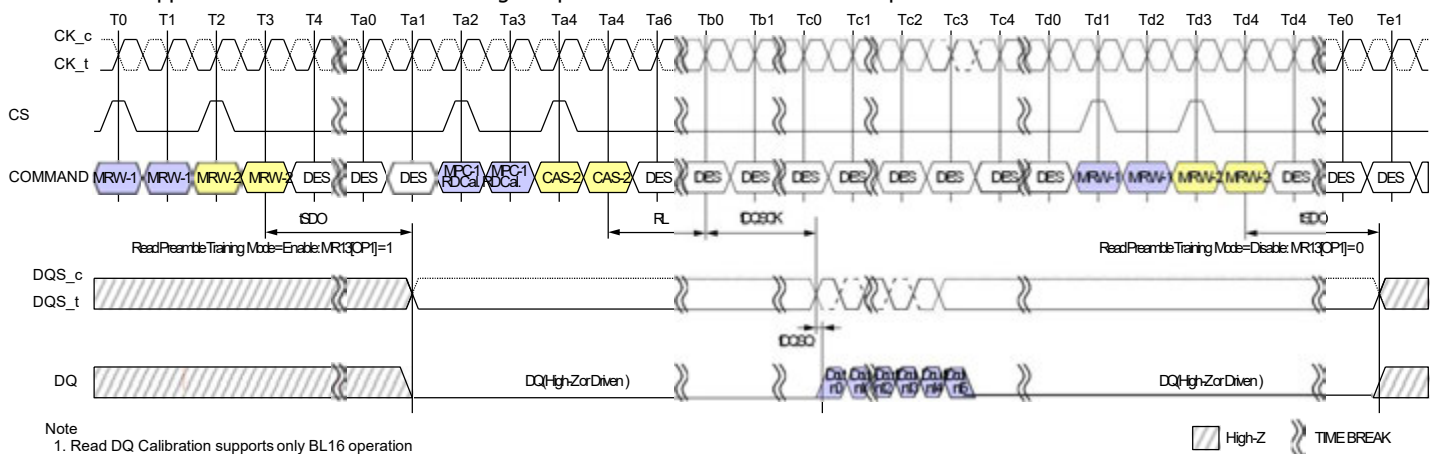 T0 T1 T2 T3 T4 Ta0 Ta1 Ta2 Ta3 Ta4 Ta4 Ta6 Tb0 Tb1 Tc0 Tc1 Tc2 Tc3 Tc4 Td0 Td1 Td2 Td3 Td4 Td4 Te0 Te1
CK_c
CK_t
CS
COMMAND MRW-1 MRW-1 MRW-2 MRW-2 DES DES DES MPC-1 RDCal. MPC-1 RDCal. CAS-2 CAS-2 DES DES DES DES DES DES DES DES DES MRW-1 MRW-1 MRW-2 MRW-2 DES DES DES
tSDO RL tDQSCK tSDO
Read Preamble Training Mode=Enable: MR13[OP1]=1 Read Preamble Training Mode=Disable: MR13[OP1]=0
DQS_c
DQS_t
tDQSQ
DQ DQ(High-Z or Driven) n0 DQ(High-Z or Driven)
Note
1. Read DQ Calibration supports only BL16 operation
High-Z TIME BREAK